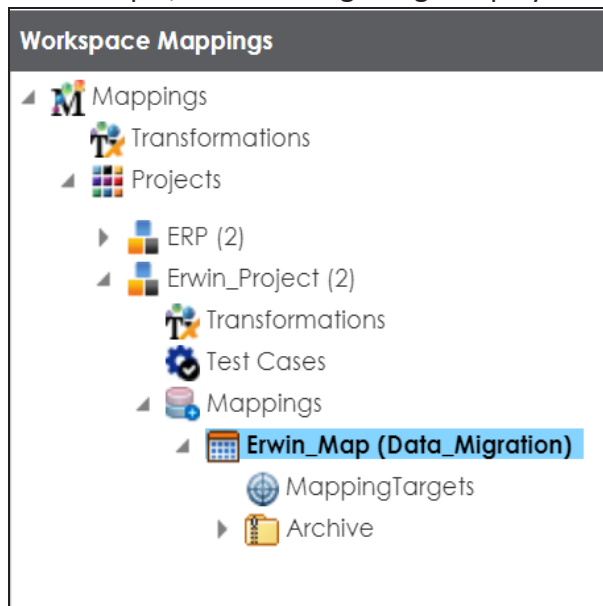 Workspace Mappings
Mappings
Transformations
Projects
ERP (2)
Erwin_Project (2)
Transformations
Test Cases
Mappings
Erwin_Map (Data_Migration)
MappingTargets
Archive